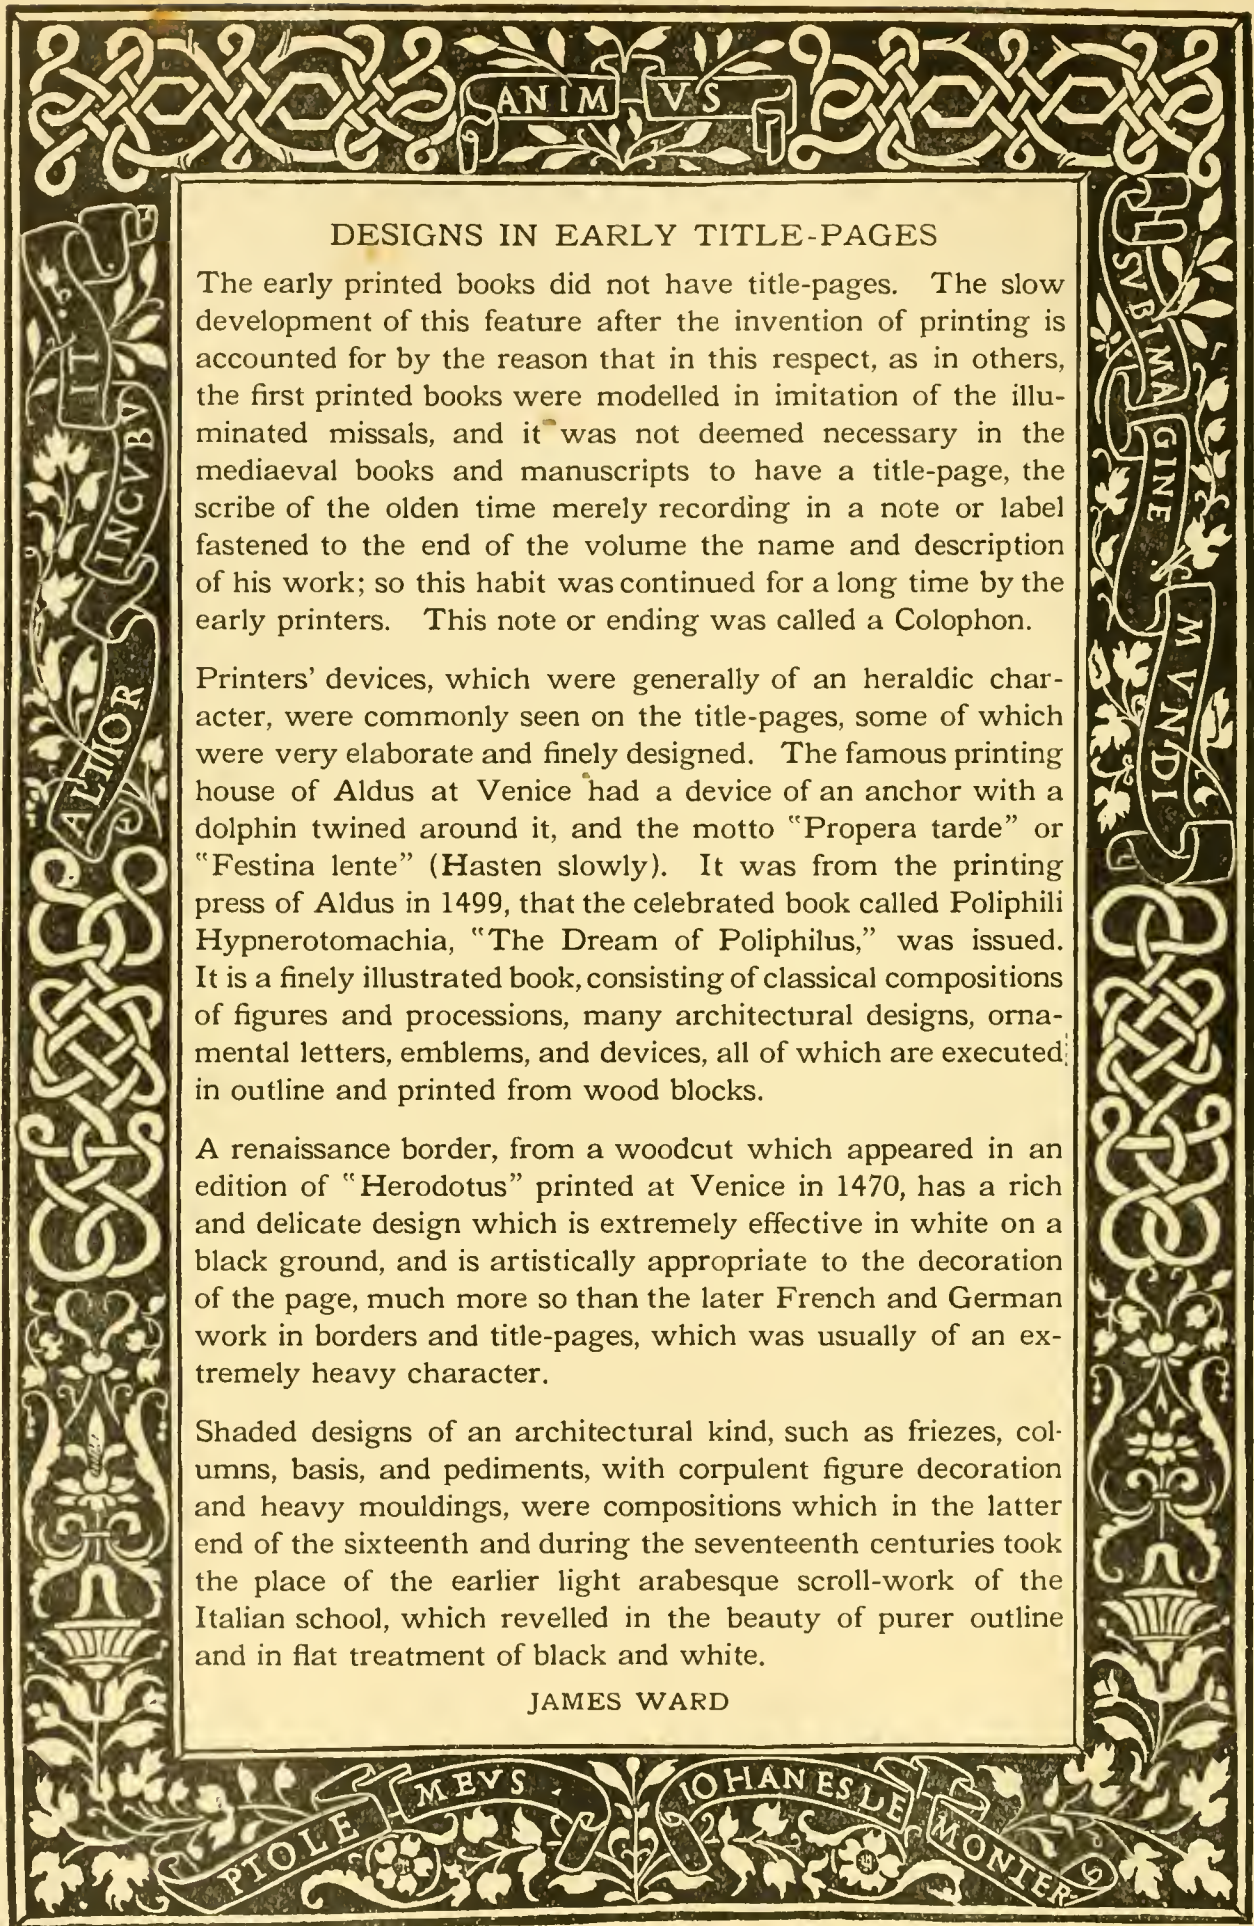 ANIM VS
SVB IMAGINE MVNDI
ALTIOR INCVBV IT
DESIGNS IN EARLY TITLE-PAGES
The early printed books did not have title-pages. The slow
development of this feature after the invention of printing is
accounted for by the reason that in this respect, as in others,
the first printed books were modelled in imitation of the illu-
minated missals, and it was not deemed necessary in the
mediaeval books and manuscripts to have a title-page, the
scribe of the olden time merely recording in a note or label
fastened to the end of the volume the name and description
of his work; so this habit was continued for a long time by the
early printers. This note or ending was called a Colophon.
Printers' devices, which were generally of an heraldic char-
acter, were commonly seen on the title-pages, some of which
were very elaborate and finely designed. The famous printing
house of Aldus at Venice had a device of an anchor with a
dolphin twined around it, and the motto "Propera tarde" or
"Festina lente" (Hasten slowly). It was from the printing
press of Aldus in 1499, that the celebrated book called Poliphili
Hypnerotomachia, "The Dream of Poliphilus," was issued.
It is a finely illustrated book, consisting of classical compositions
of figures and processions, many architectural designs, orna-
mental letters, emblems, and devices, all of which are executed
in outline and printed from wood blocks.
A renaissance border, from a woodcut which appeared in an
edition of "Herodotus" printed at Venice in 1470, has a rich
and delicate design which is extremely effective in white on a
black ground, and is artistically appropriate to the decoration
of the page, much more so than the later French and German
work in borders and title-pages, which was usually of an ex-
tremely heavy character.
Shaded designs of an architectural kind, such as friezes, col-
umns, basis, and pediments, with corpulent figure decoration
and heavy mouldings, were compositions which in the latter
end of the sixteenth and during the seventeenth centuries took
the place of the earlier light arabesque scroll-work of the
Italian school, which revelled in the beauty of purer outline
and in flat treatment of black and white.
JAMES WARD
PTOLE MEVS IOHANES DE MONIER